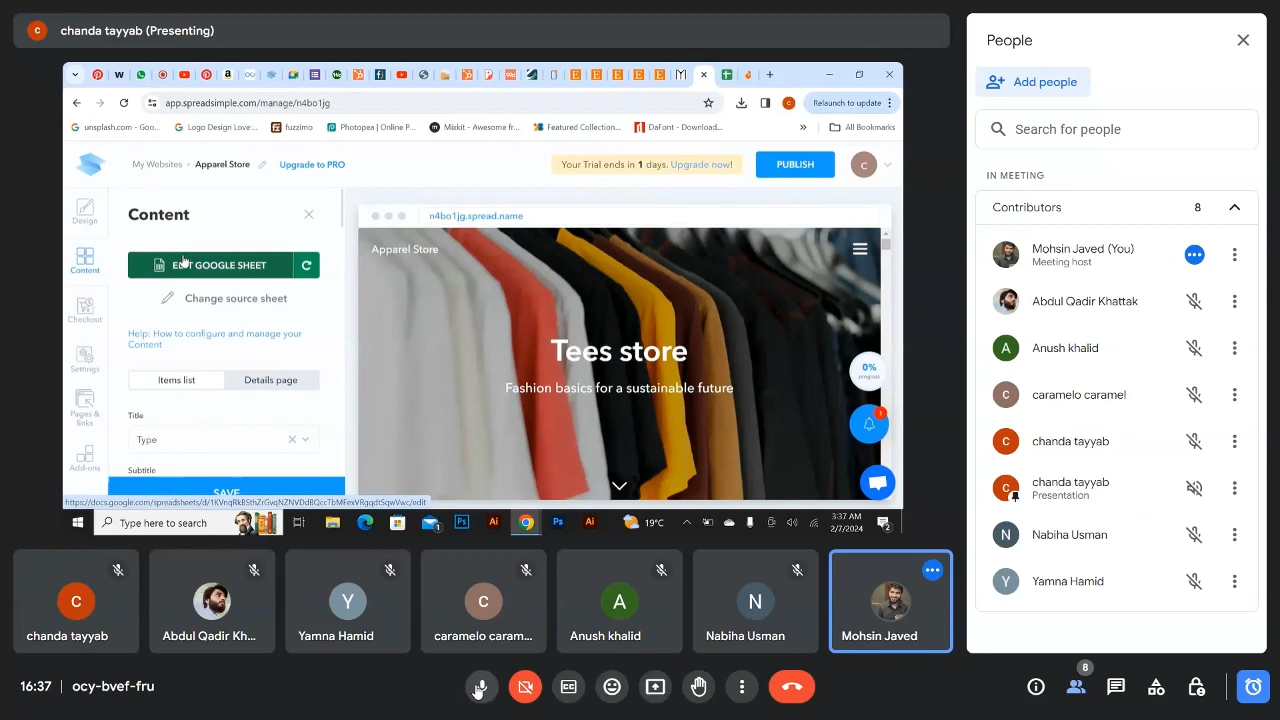 C
chanda tayyab (Presenting)
People
Add people
Search for people
IN MEETING
Contributors
8
Mohsin Javed (You)
Meeting host
Abdul Qadir Khattak
A
Anush khalid
C
caramelo caramel
C
chanda tayyab
C
chanda tayyab
Presentation
N
Nabiha Usman
Y
Yamna Hamid
app.spreadsimple.com/manage/n4bo1jg
Relaunch to update
unsplash.com - Goo...
Logo Design Love:...
fuzzimo
Photopea | Online P...
Mixkit - Awesome fr...
Featured Collection...
DaFont - Download...
All Bookmarks
My Websites
Apparel Store
Upgrade to PRO
Your Trial ends in 1 days. Upgrade now!
PUBLISH
C
Design
Content
Checkout
Settings
Pages & links
Add-ons
Content
EDIT GOOGLE SHEET
Change source sheet
Help: How to configure and manage your
Content
Items list
Details page
Title
Type
Subtitle
SAVE
n4bo1jg.spread.name
Apparel Store
Tees store
Fashion basics for a sustainable future
0%
progress
1
Type here to search
19°C
3:37 AM
2/7/2024
C
chanda tayyab
Abdul Qadir Kh...
Y
Yamna Hamid
C
caramelo caram...
A
Anush khalid
N
Nabiha Usman
Mohsin Javed
16:37 | ocy-bvef-fru
8